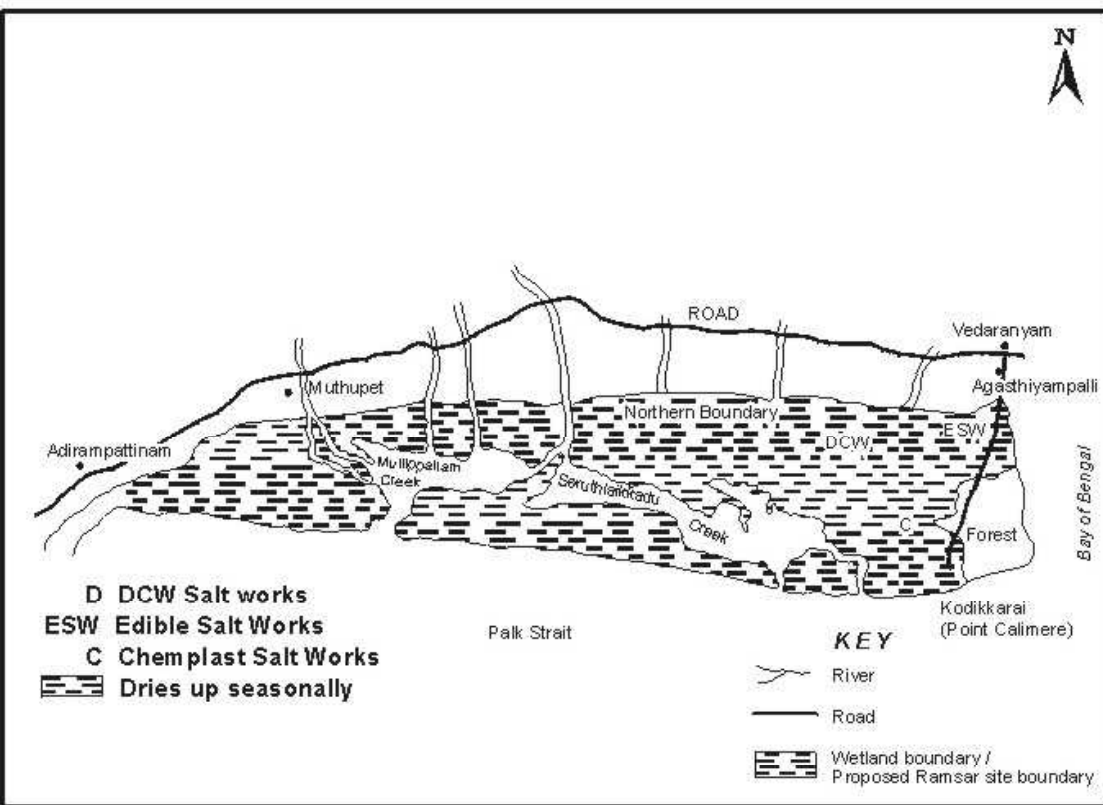 N
ROAD
Vedaranyam
Agasthiyampalli
Muthupet
Northern Boundary
ESW
DCW
Adirampattinam
Mullippallam
Creek
Creek
C
Forest
Bay of Bengal
D DCW Salt works
ESW Edible Salt Works
C Chemplast Salt Works
Dries up seasonally
Palk Strait
Kodikkarai
(Point Calimere)
KEY
River
Road
Wetland boundary /
Proposed Ramsar site boundary